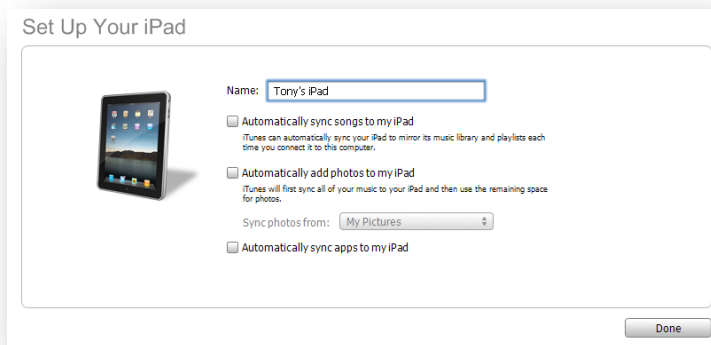 Set Up Your iPad
Name: Tony's iPad
Automatically sync songs to my iPad
iTunes can automatically sync your iPad to mirror its music library and playlists each
time you connect it to this computer.
Automatically add photos to my iPad
iTunes will first sync all of your music to your iPad and then use the remaining space
for photos.
Sync photos from: My Pictures
Automatically sync apps to my iPad
Done